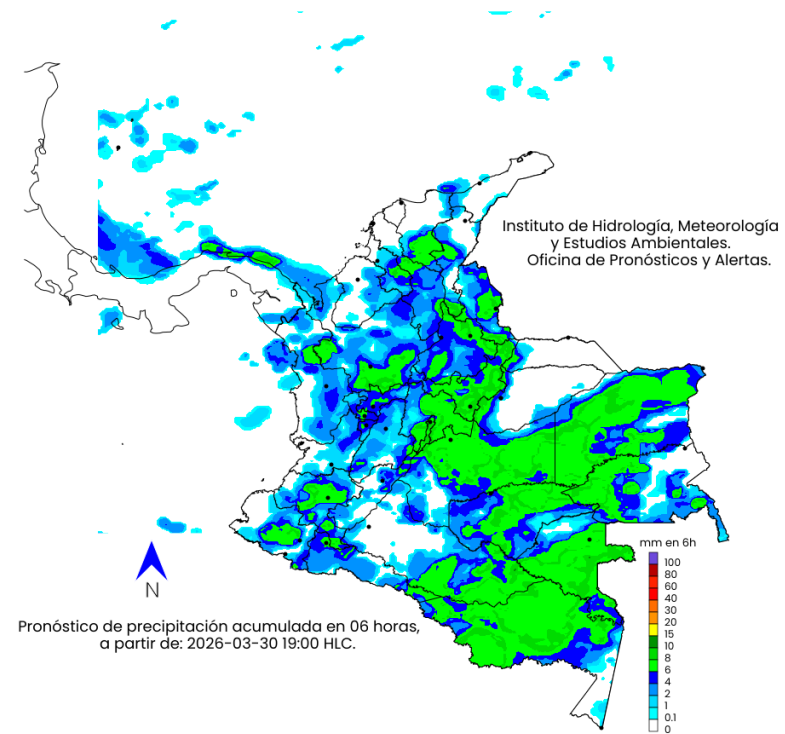 Instituto de Hidrología, Meteorología
y Estudios Ambientales.
Oficina de Pronósticos y Alertas.
mm en 6h
100
80
60
40
30
20
15
10
8
6
4
2
1
0.1
0
N
Pronóstico de precipitación acumulada en 06 horas,
a partir de: 2026-03-30 19:00 HLC.